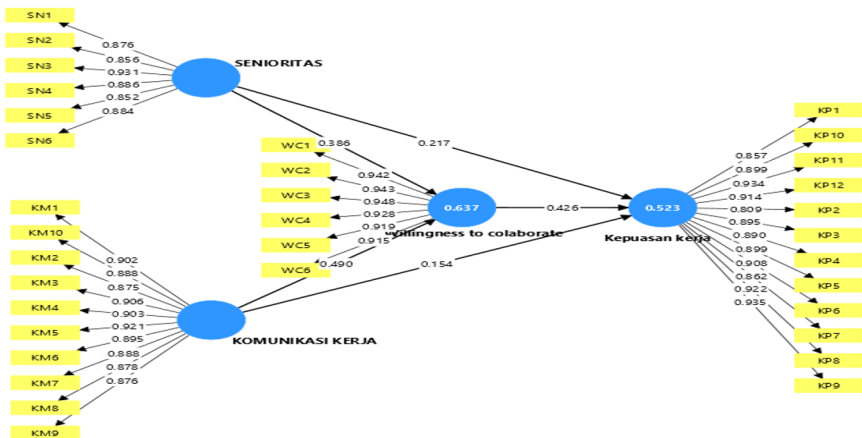 SN1
SN2
SN3
SN4
SN5
SN6
0.876
0.856
0.931
0.886
0.852
0.884
SENIORITAS
0.386
0.217
WC1
WC2
WC3
WC4
WC5
WC6
0.942
0.943
0.948
0.928
0.919
0.915
0.637
willingness to colaborate
0.426
0.523
Kepuasan kerja
0.490
0.154
KM1
KM10
KM2
KM3
KM4
KM5
KM6
KM7
KM8
KM9
0.902
0.888
0.875
0.906
0.903
0.921
0.895
0.888
0.878
0.876
KOMUNIKASI KERJA
0.857
0.899
0.934
0.914
0.809
0.895
0.890
0.899
0.908
0.862
0.922
0.935
KP1
KP10
KP11
KP12
KP2
KP3
KP4
KP5
KP6
KP7
KP8
KP9